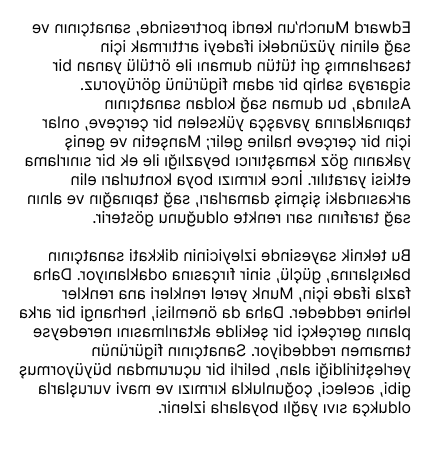 Edward Munch'un kendi portresinde, sanatçının ve
sağ elinin yüzündeki ifadeyi arttırmak için
tasarlanmış gri tütün dumanı ile örtülü yanan bir
sigaraya sahip bir adam figürünü görüyoruz.
Aslında, bu duman sağ koldan sanatçının
tapınaklarına yavaşça yükselen bir çerçeve, onlar
için bir çerçeve haline gelir; Manşetin ve geniş
yakanın göz kamaştırıcı beyazlığı ile ek bir sınırlama
etkisi yaratılır. İnce kırmızı boya konturları elin
arkasındaki şişmiş damarları, sağ tapınağın ve alnın
sağ tarafının sarı renkte olduğunu gösterir.

Bu teknik sayesinde izleyicinin dikkati sanatçının
bakışlarına, güçlü, sinir fırçasına odaklanıyor. Daha
fazla ifade için, Munk yerel renkleri ana renkler
lehine reddeder. Daha da önemlisi, herhangi bir arka
planın gerçekçi bir şekilde aktarılmasını neredeyse
tamamen reddediyor. Sanatçının figürünün
yerleştirildiği alan, belirli bir uçurumdan büyüyormuş
gibi, aceleci, çoğunlukla kırmızı ve mavi vuruşlarla
oldukça sıvı yağlı boyalarla izlenir.